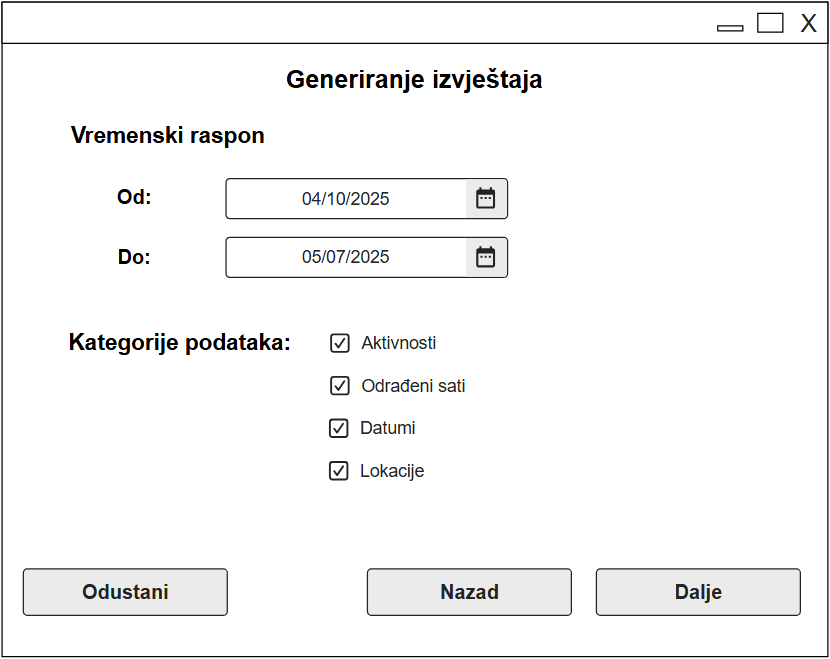 X
Generiranje izvještaja
Vremenski raspon
Od: 04/10/2025
Do: 05/07/2025
Kategorije podataka:
Aktivnosti
Odrađeni sati
Datumi
Lokacije
Odustani Nazad Dalje